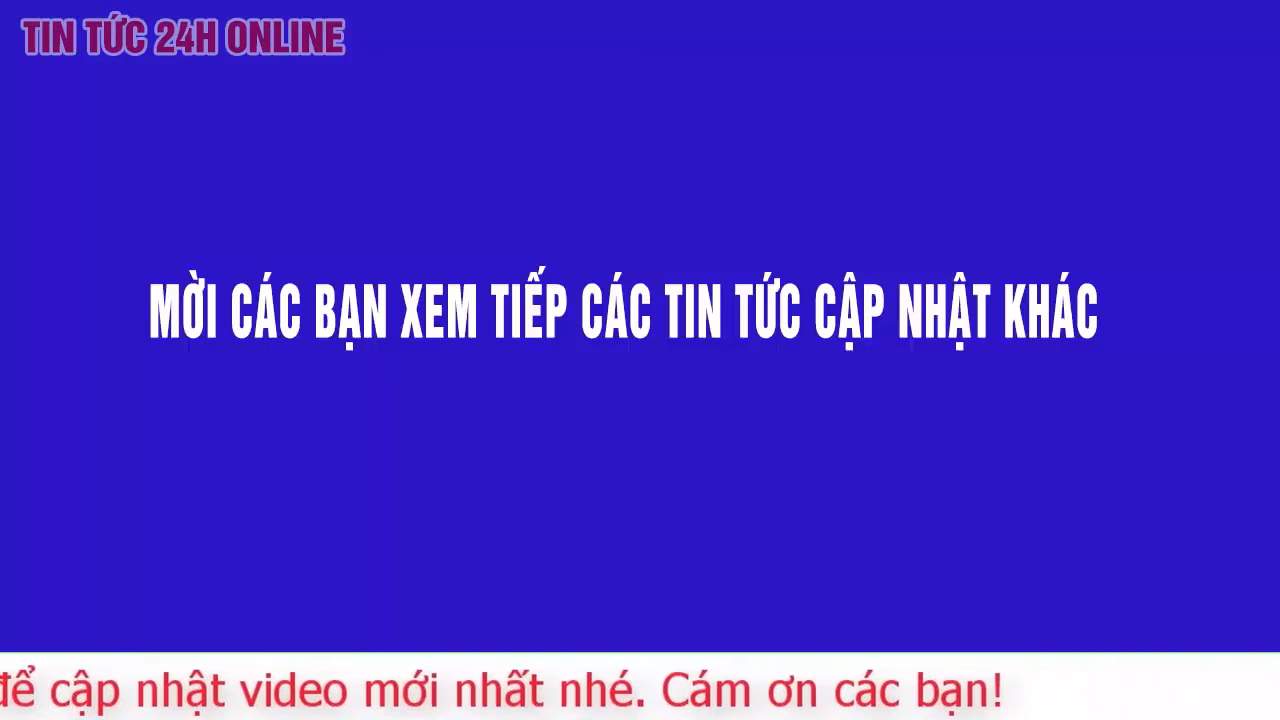 TIN TỨC 24H ONLINE
MỜI CÁC BẠN XEM TIẾP CÁC TIN TỨC CẬP NHẬT KHÁC
để cập nhật video mới nhất nhé. Cám ơn các bạn!